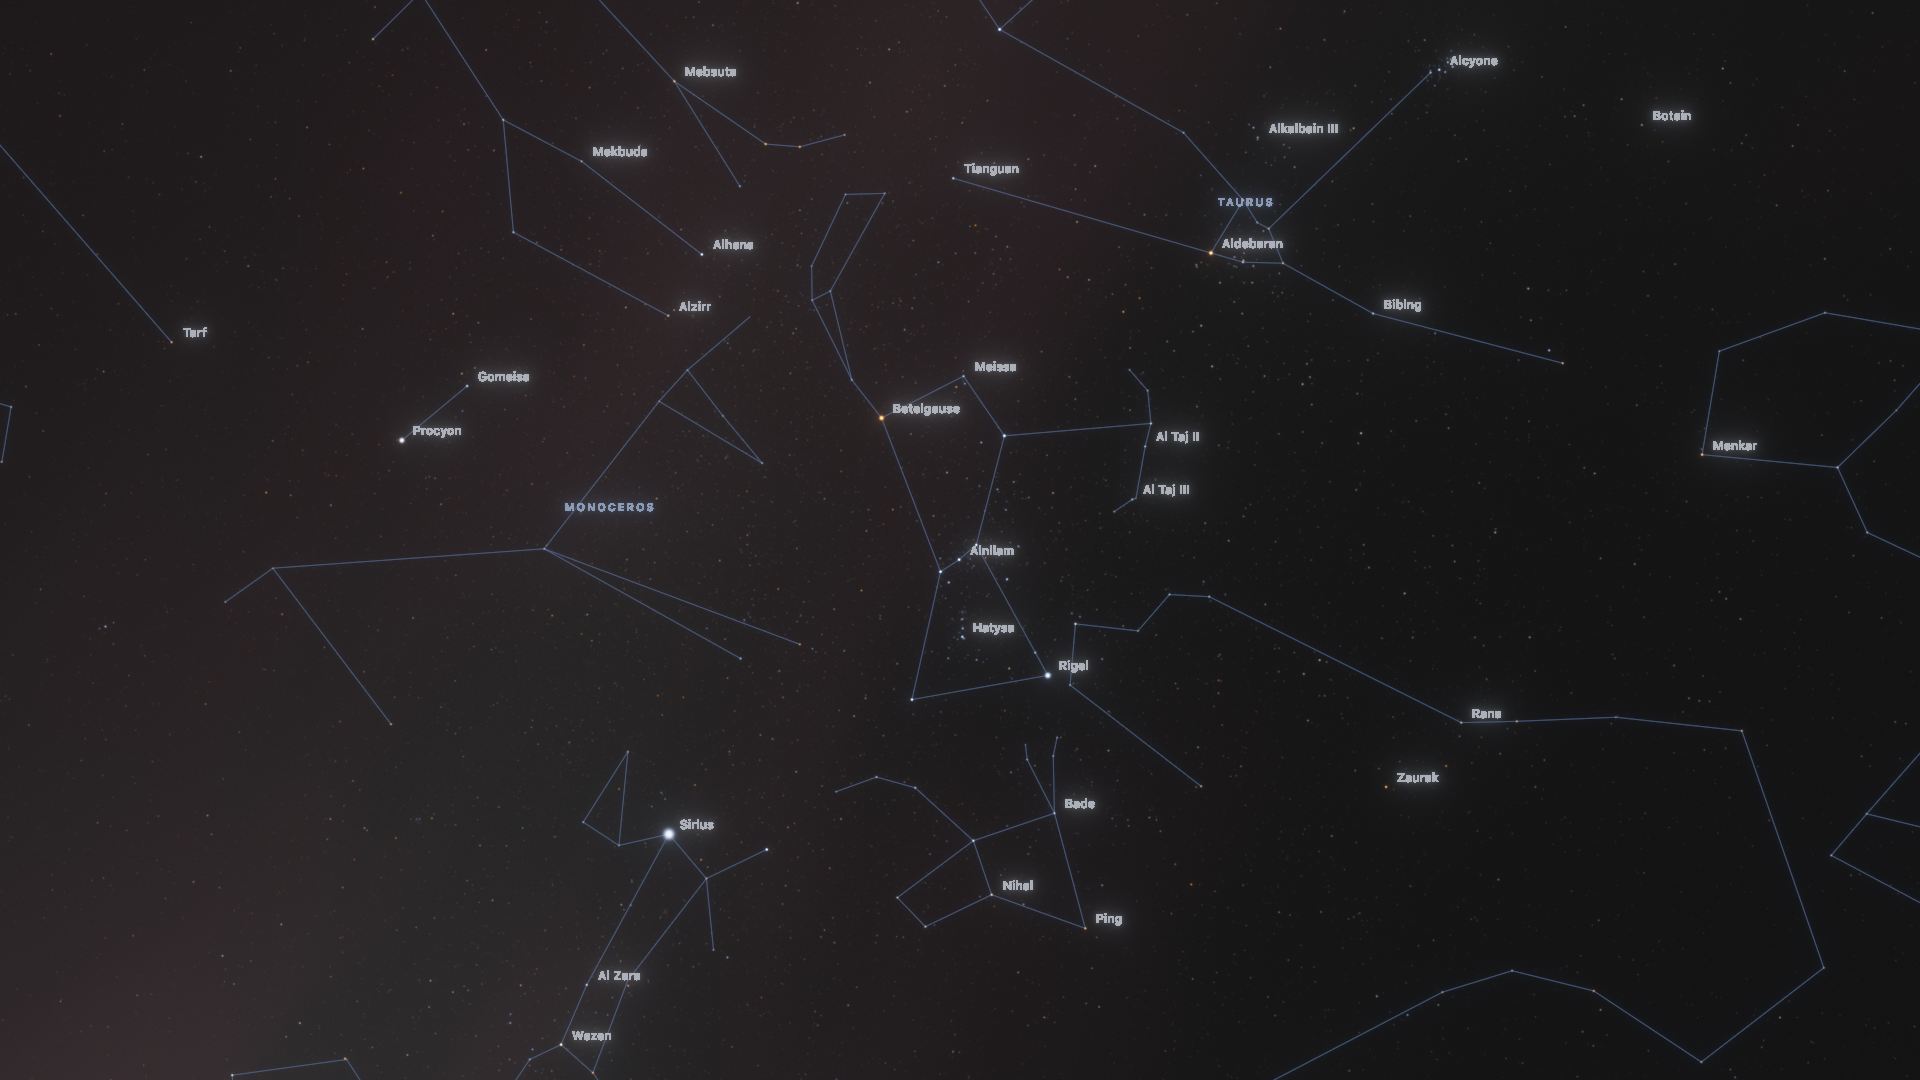 Alcyone
Mebsuta
Botein
Alkalbain III
Mekbuda
Tianguan
TAURUS
Alhena
Aldebaran
Alzirr
Bibing
Tarf
Meissa
Gomeisa
Betelgeuse
Procyon
Al Taj II
Menkar
Al Taj III
MONOCEROS
Alnilam
Hatysa
Rigel
Rana
Zaurak
Bade
Sirius
Nihal
Ping
Al Zara
Wezen